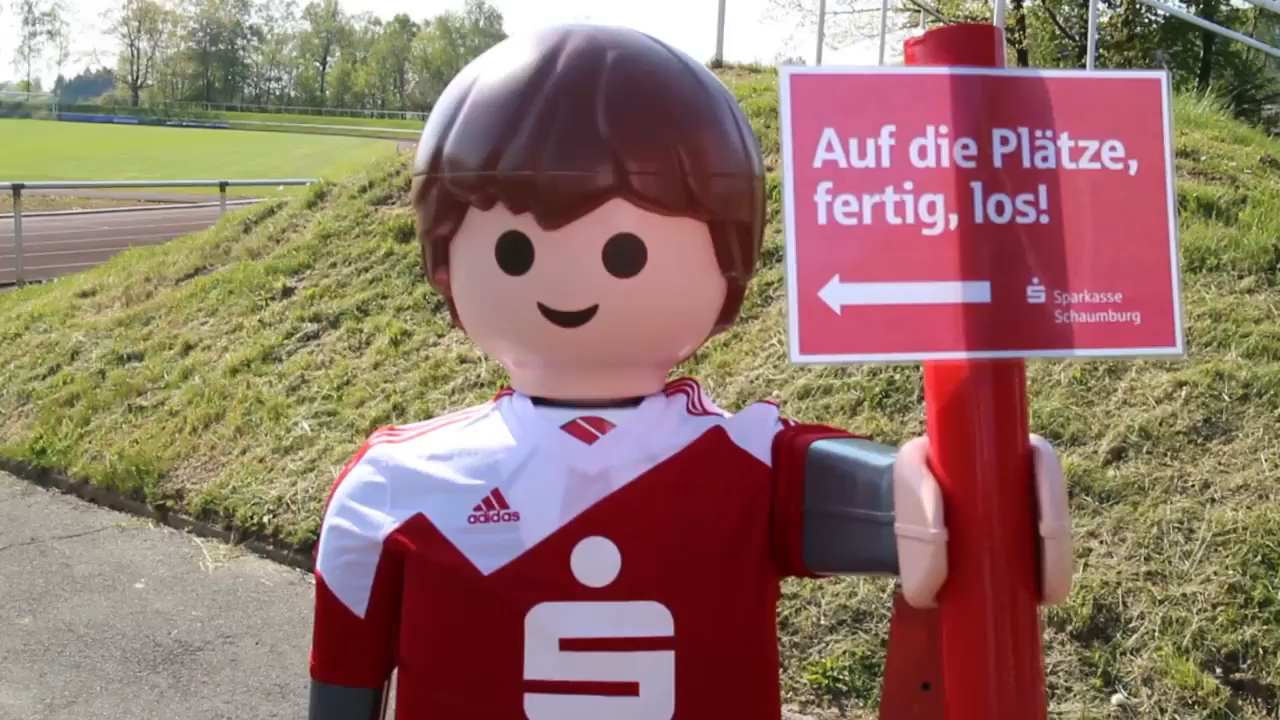 Auf die Plätze,
fertig, los!
Sparkasse
Schaumburg
adidas